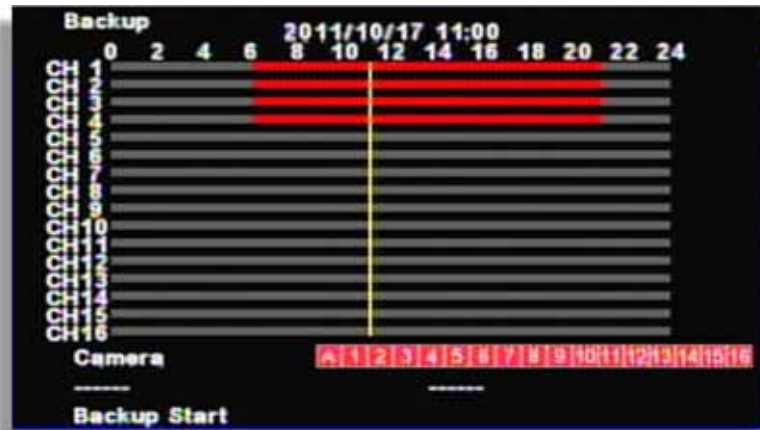 Backup
2011/10/17 11:00
0 2 4 6 8 10 12 14 16 18 20 22 24
CH 1
CH 2
CH 3
CH 4
CH 5
CH 6
CH 7
CH 8
CH 9
CH10
CH11
CH12
CH13
CH14
CH15
CH16
Camera A 1 2 3 4 5 6 7 8 9 10 11 12 13 14 15 16
------ ------
Backup Start